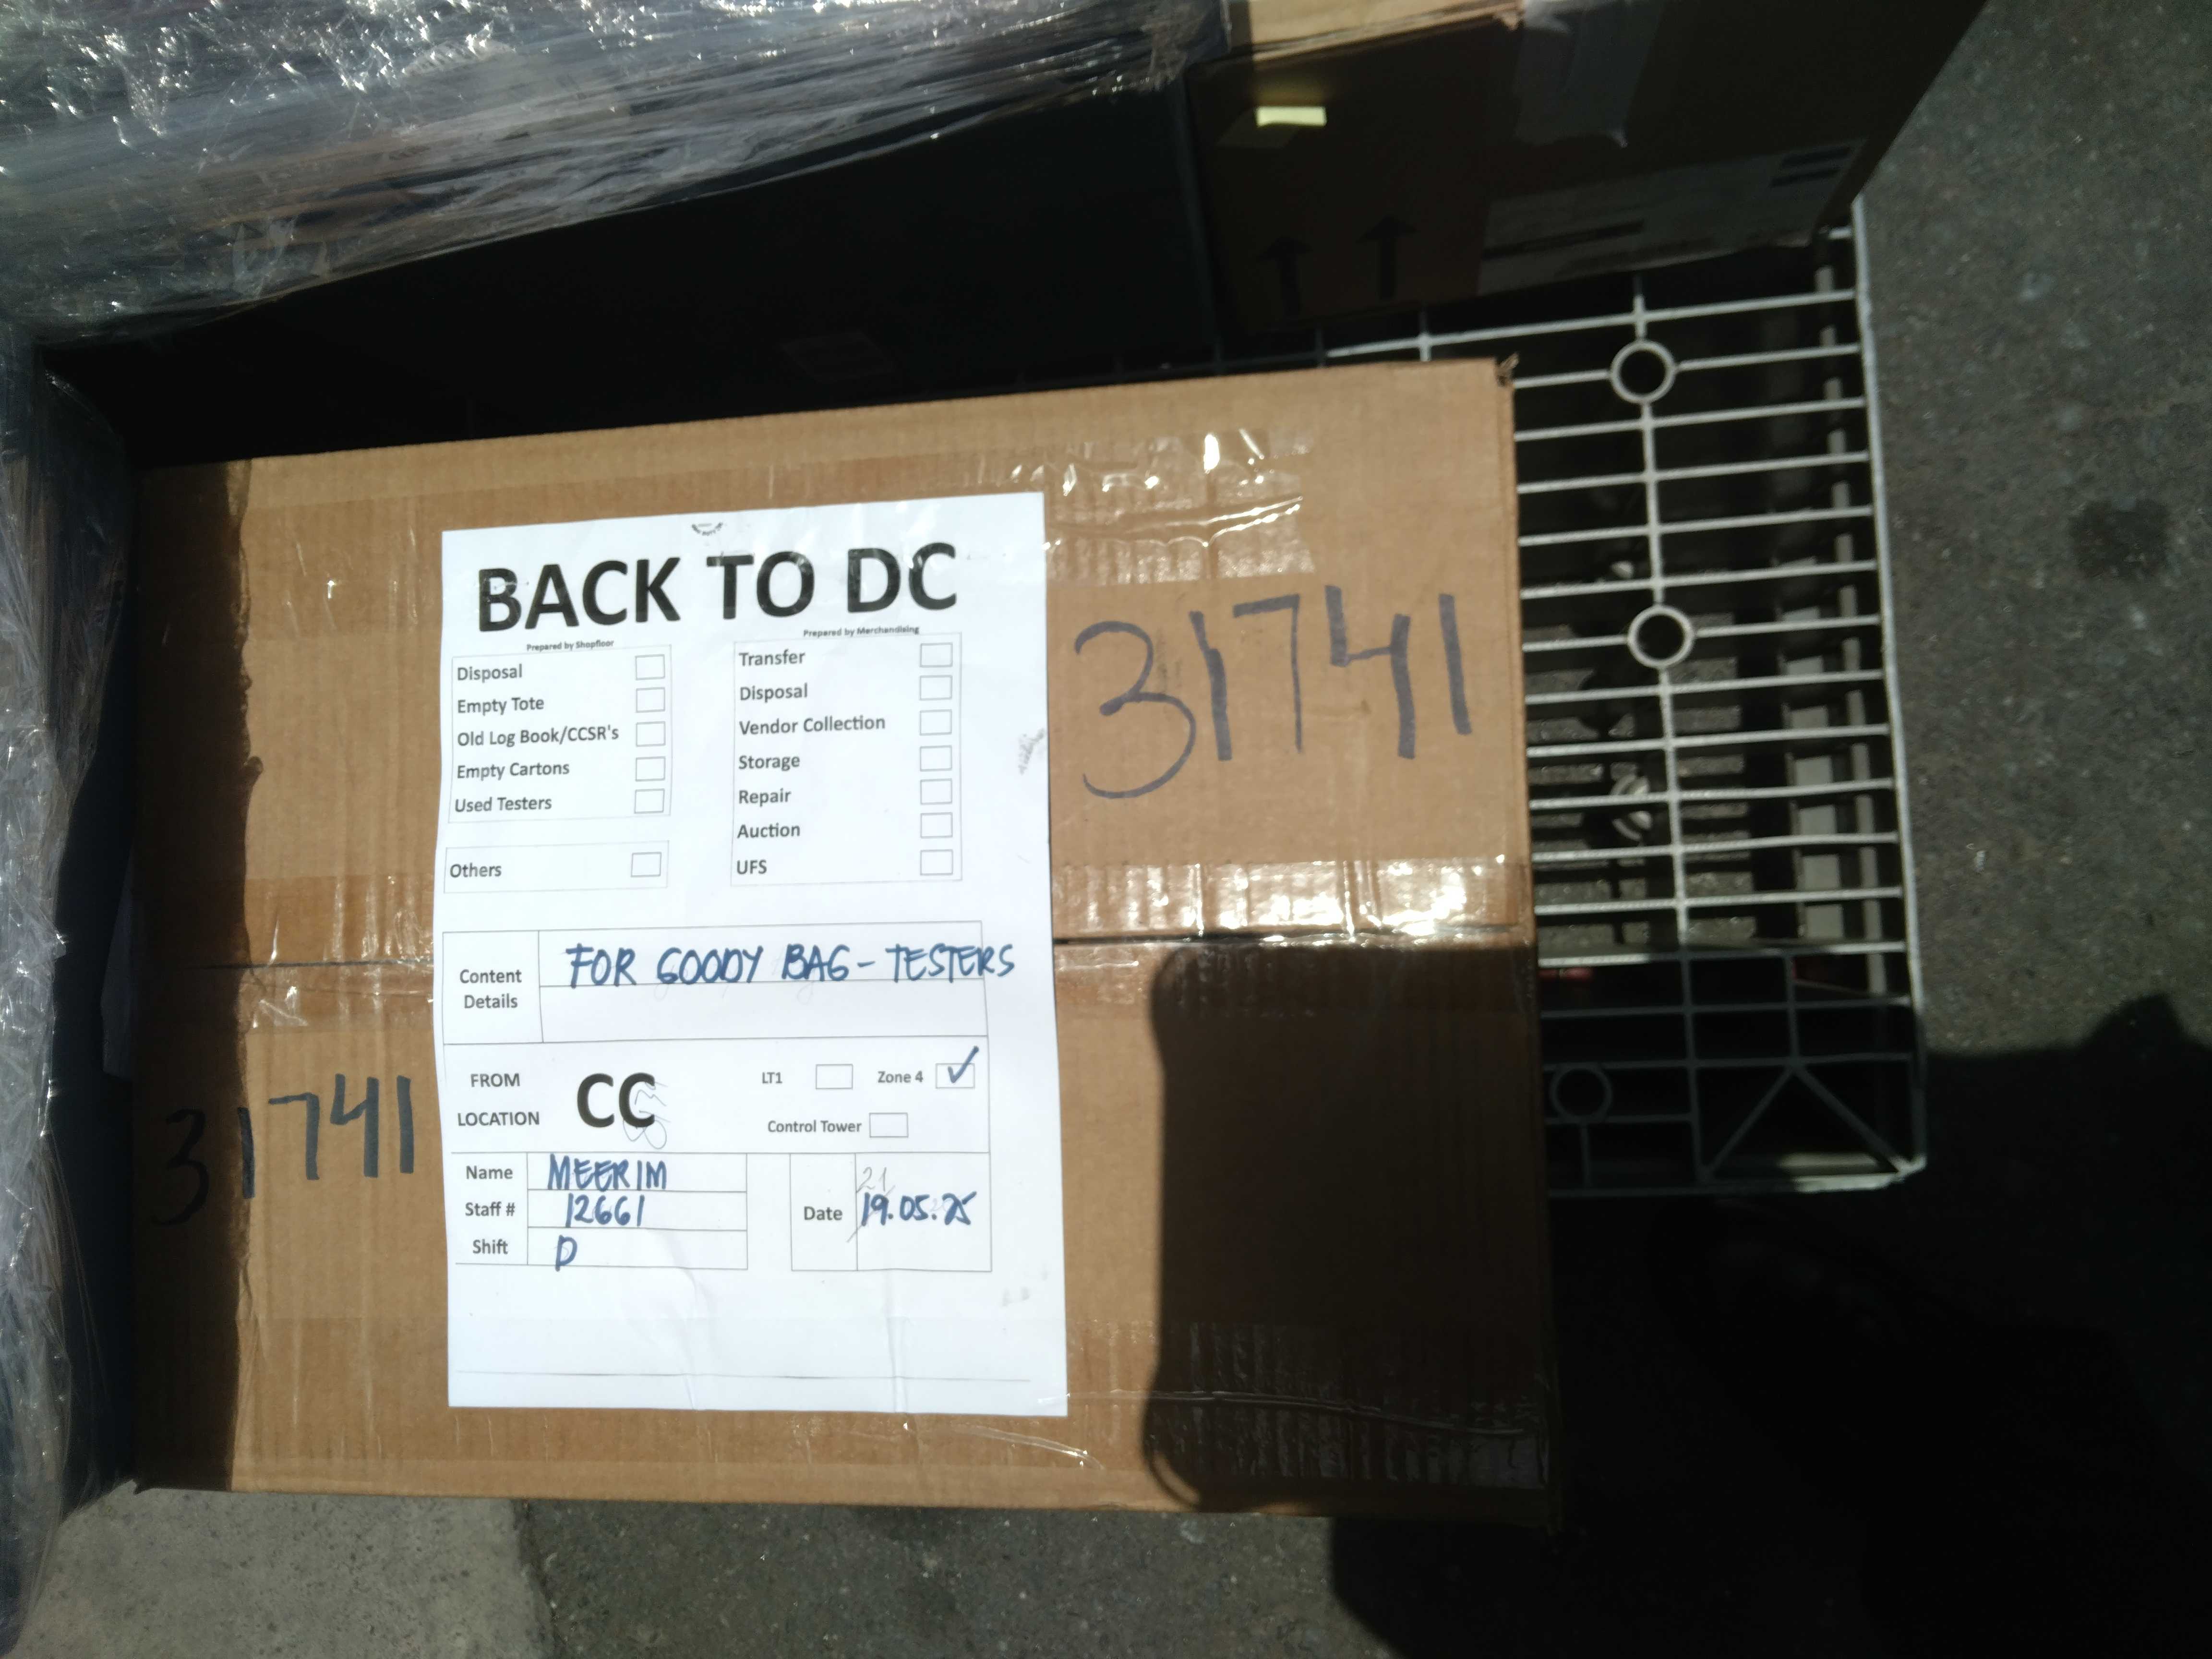 BACK TO DC
Prepared by Shopfloor
Disposal
Empty Tote
Old Log Book/CCSR's
Empty Cartons
Used Testers
Others
Prepared by Merchandising
Transfer
Disposal
Vendor Collection
Storage
Repair
Auction
UFS
31741
Content Details
FOR GOODY BAG - TESTERS
FROM LOCATION
CC
LT1
Zone 4 ✓
Control Tower
Name MEERIM
Staff # 12661
Shift D
21
Date 19.05.25
31741